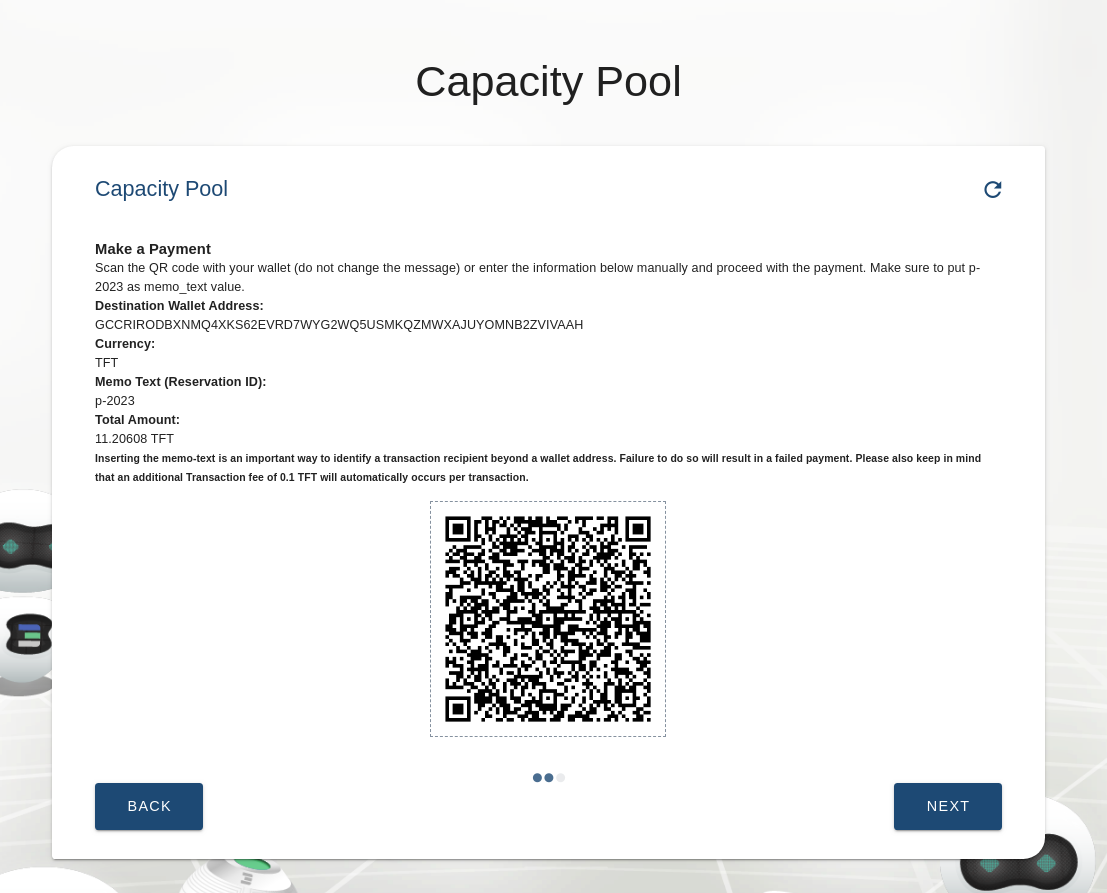 Capacity Pool
Capacity Pool
Make a Payment
Scan the QR code with your wallet (do not change the message) or enter the information below manually and proceed with the payment. Make sure to put p-
2023 as memo_text value.
Destination Wallet Address:
GCCRIRODBXNMQ4XKS62EVRD7WYG2WQ5USMKQZMWXAJUYOMNB2ZVIVAAH
Currency:
TFT
Memo Text (Reservation ID):
p-2023
Total Amount:
11.20608 TFT
Inserting the memo-text is an important way to identify a transaction recipient beyond a wallet address. Failure to do so will result in a failed payment. Please also keep in mind
that an additional Transaction fee of 0.1 TFT will automatically occurs per transaction.
BACK
NEXT